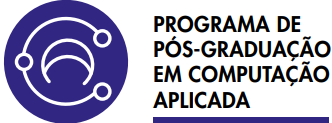 PROGRAMA DE
PÓS-GRADUAÇÃO
EM COMPUTAÇÃO
APLICADA